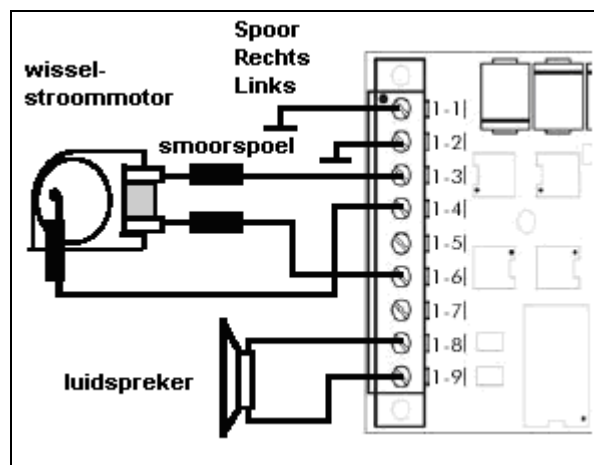 Spoor
Rechts
Links
wissel-
stroommotor
smoorspoel
luidspreker
1-1
1-2
1-3
1-4
1-5
1-6
1-7
1-8
1-9